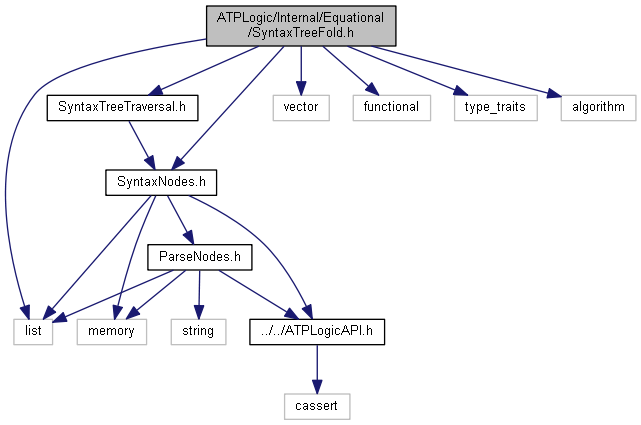 ATPLogic/Internal/Equational
/SyntaxTreeFold.h
SyntaxTreeTraversal.h
vector
functional
type_traits
algorithm
SyntaxNodes.h
ParseNodes.h
list
memory
string
../../ATPLogicAPI.h
cassert